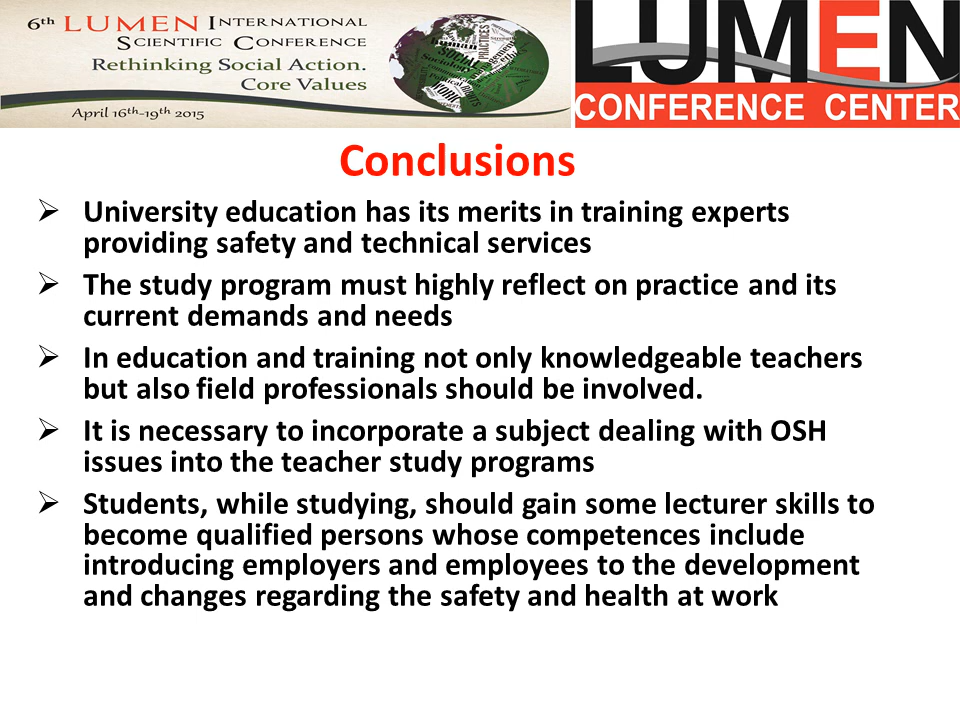 6th LUMEN INTERNATIONAL
SCIENTIFIC CONFERENCE
Rethinking Social Action.
Core Values
April 16th-19th 2015
HUMAN
SOCIAL
PRACTICES
WORK
LUMEN
CONFERENCE CENTER
Conclusions
➢ University education has its merits in training experts
providing safety and technical services
➢ The study program must highly reflect on practice and its
current demands and needs
➢ In education and training not only knowledgeable teachers
but also field professionals should be involved.
➢ It is necessary to incorporate a subject dealing with OSH
issues into the teacher study programs
➢ Students, while studying, should gain some lecturer skills to
become qualified persons whose competences include
introducing employers and employees to the development
and changes regarding the safety and health at work